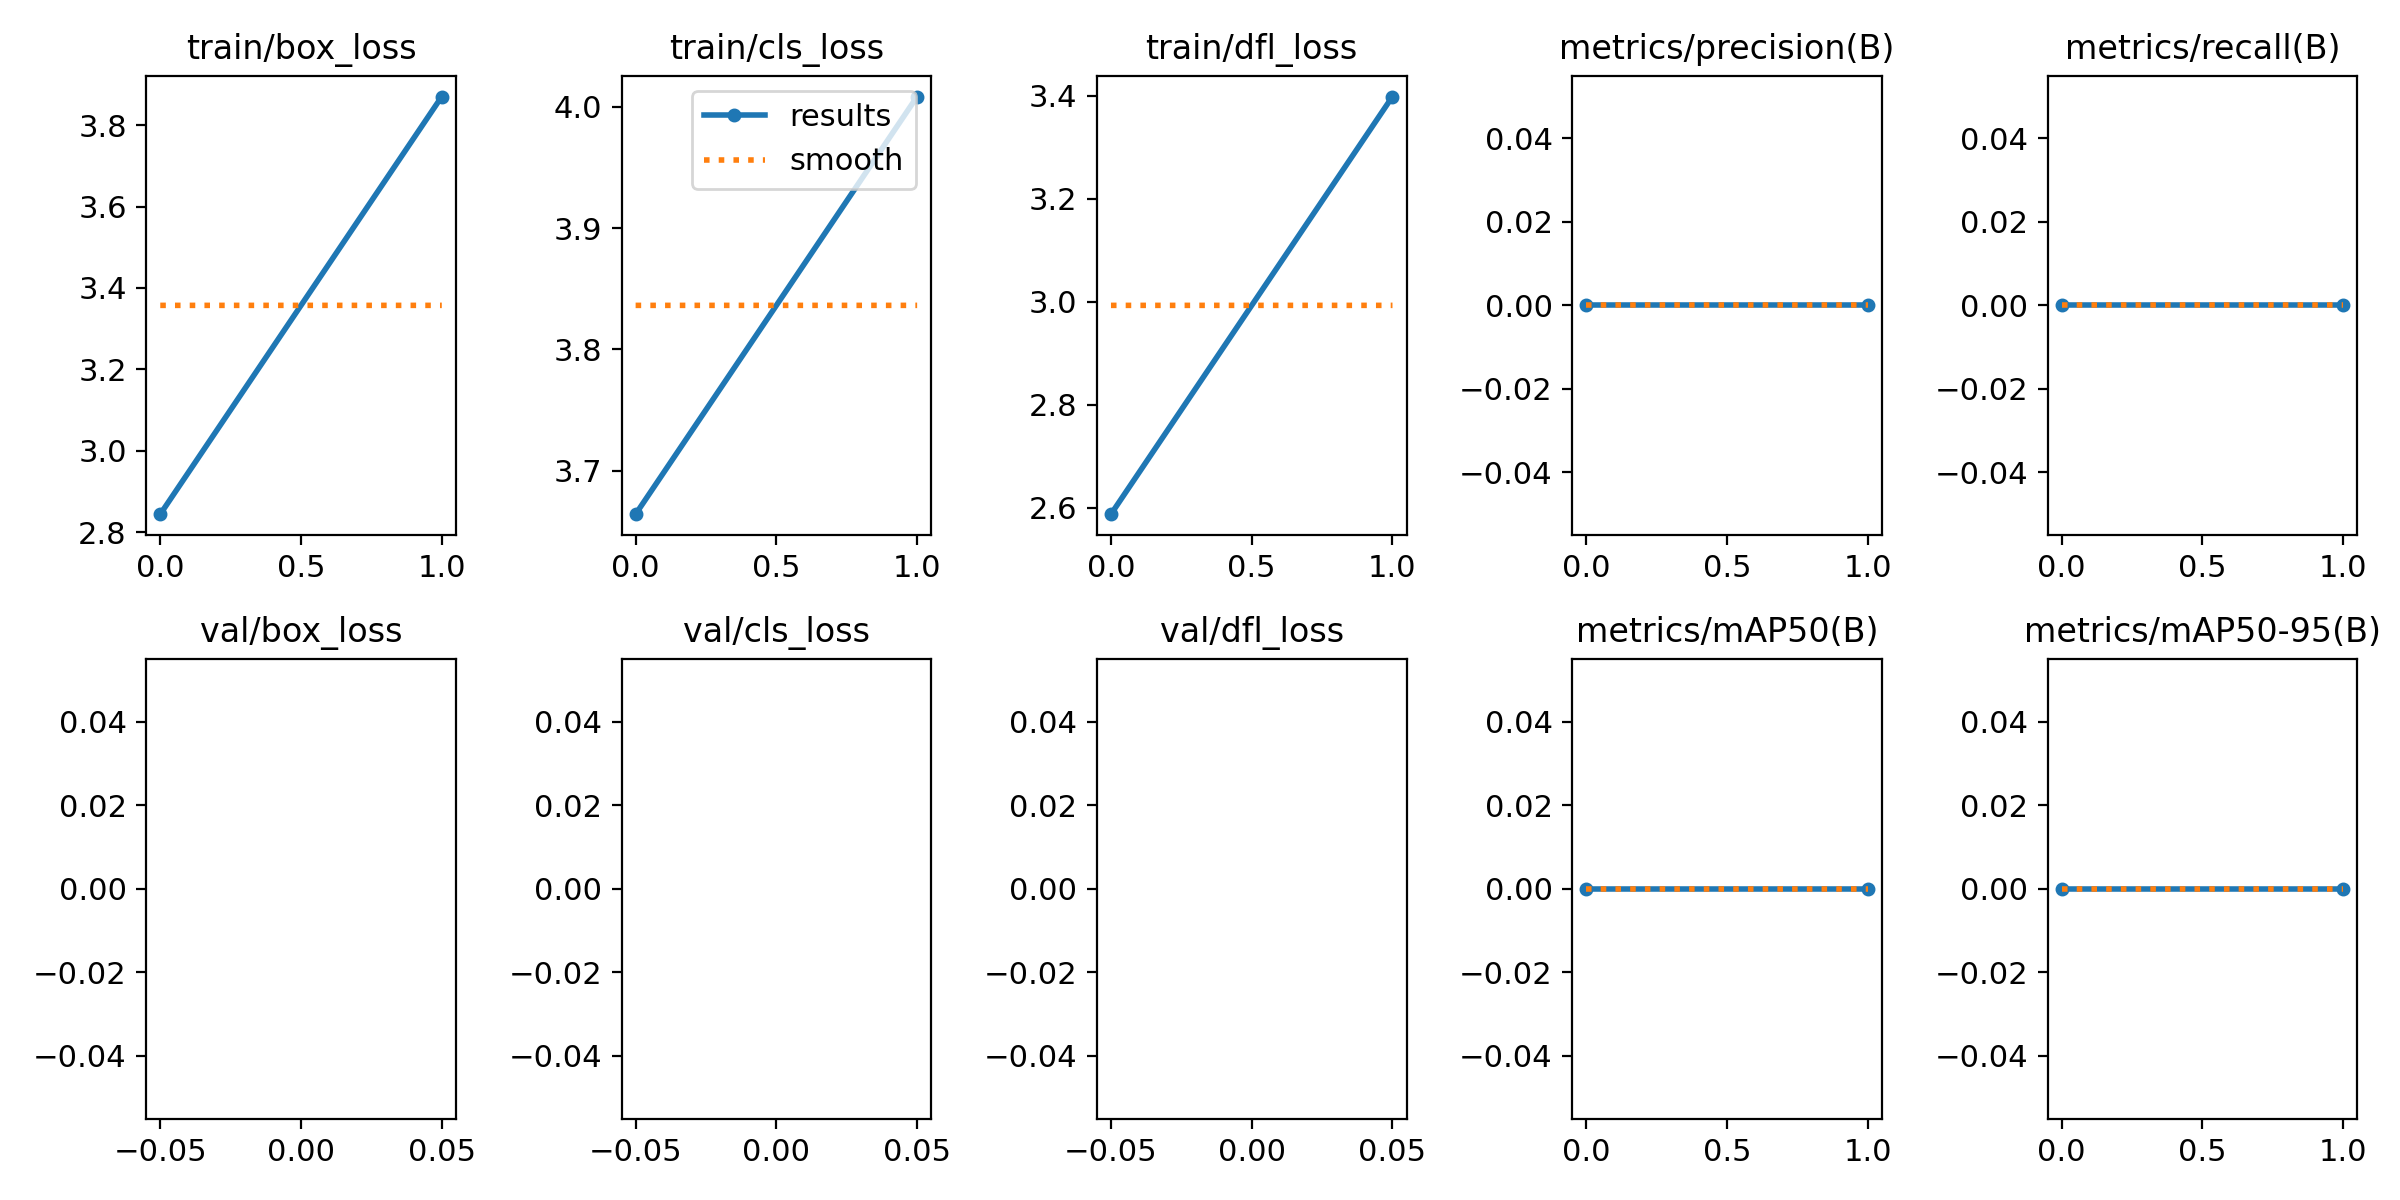 train/box_loss
train/cls_loss
train/dfl_loss
metrics/precision(B)
metrics/recall(B)
3.8
3.6
3.4
3.2
3.0
2.8
0.0 0.5 1.0
4.0
3.9
3.8
3.7
results
smooth
0.0 0.5 1.0
3.4
3.2
3.0
2.8
2.6
0.0 0.5 1.0
0.04
0.02
0.00
−0.02
−0.04
0.0 0.5 1.0
0.04
0.02
0.00
−0.02
−0.04
0.0 0.5 1.0
val/box_loss
val/cls_loss
val/dfl_loss
metrics/mAP50(B)
metrics/mAP50-95(B)
0.04
0.02
0.00
−0.02
−0.04
−0.05 0.00 0.05
0.04
0.02
0.00
−0.02
−0.04
−0.05 0.00 0.05
0.04
0.02
0.00
−0.02
−0.04
−0.05 0.00 0.05
0.04
0.02
0.00
−0.02
−0.04
0.0 0.5 1.0
0.04
0.02
0.00
−0.02
−0.04
0.0 0.5 1.0